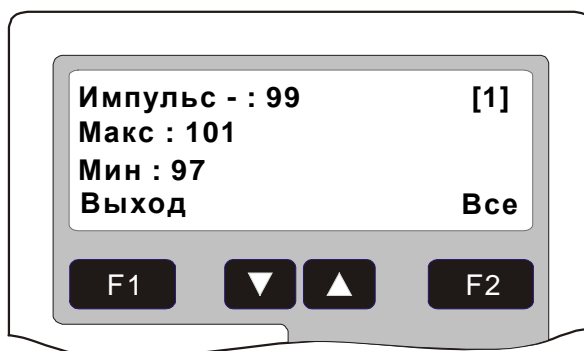 Импульс - : 99 [1]
Макс : 101
Мин : 97
Выход Все
F1 ▼ ▲ F2